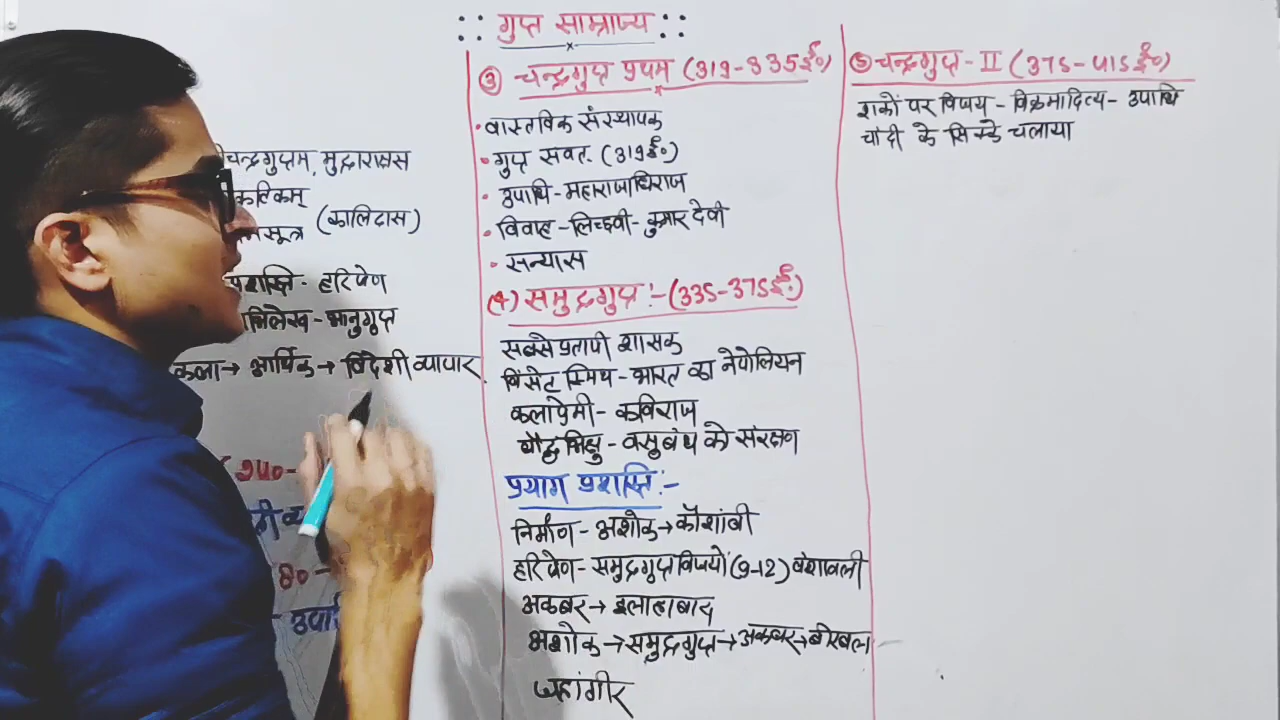 गुप्त साम्राज्य
चन्द्रगुप्तम, मुद्राराक्षस
(कालिदास)
प्रशस्ति - हरिषेण
भानुगुप्त
कला → आर्थिक → विदेशी व्यापार
③ चन्द्रगुप्त प्रथम (319-335ई०)
• वास्तविक संस्थापक
• गुप्त सवत. (319ई०)
• उपाधि - महाराजाधिराज
• विवाह - लिच्छवी - कुमार देवी
• सन्यास
(4) समुद्रगुप्त :- (335-375ई.)
सबसे प्रतापी शासक
विंसेट स्मिथ - भारत का नेपोलियन
कलाप्रेमी - कविराज
बौद्ध भिक्षु - वसुबंध को संरक्षण
प्रयाग प्रशस्ति :-
निर्माण - अशोक → कौशांबी
हरिषेण - समुद्रगुप्त विजयों (9-12) वंशावली
अकबर → इलाहाबाद
अशोक → समुद्रगुप्त → अकबर → बीरबल
जहांगीर
⑤ चन्द्रगुप्त - II (375-415ई०)
शकों पर विजय - विक्रमादित्य - उपाधि
चांदी के सिक्के चलाया